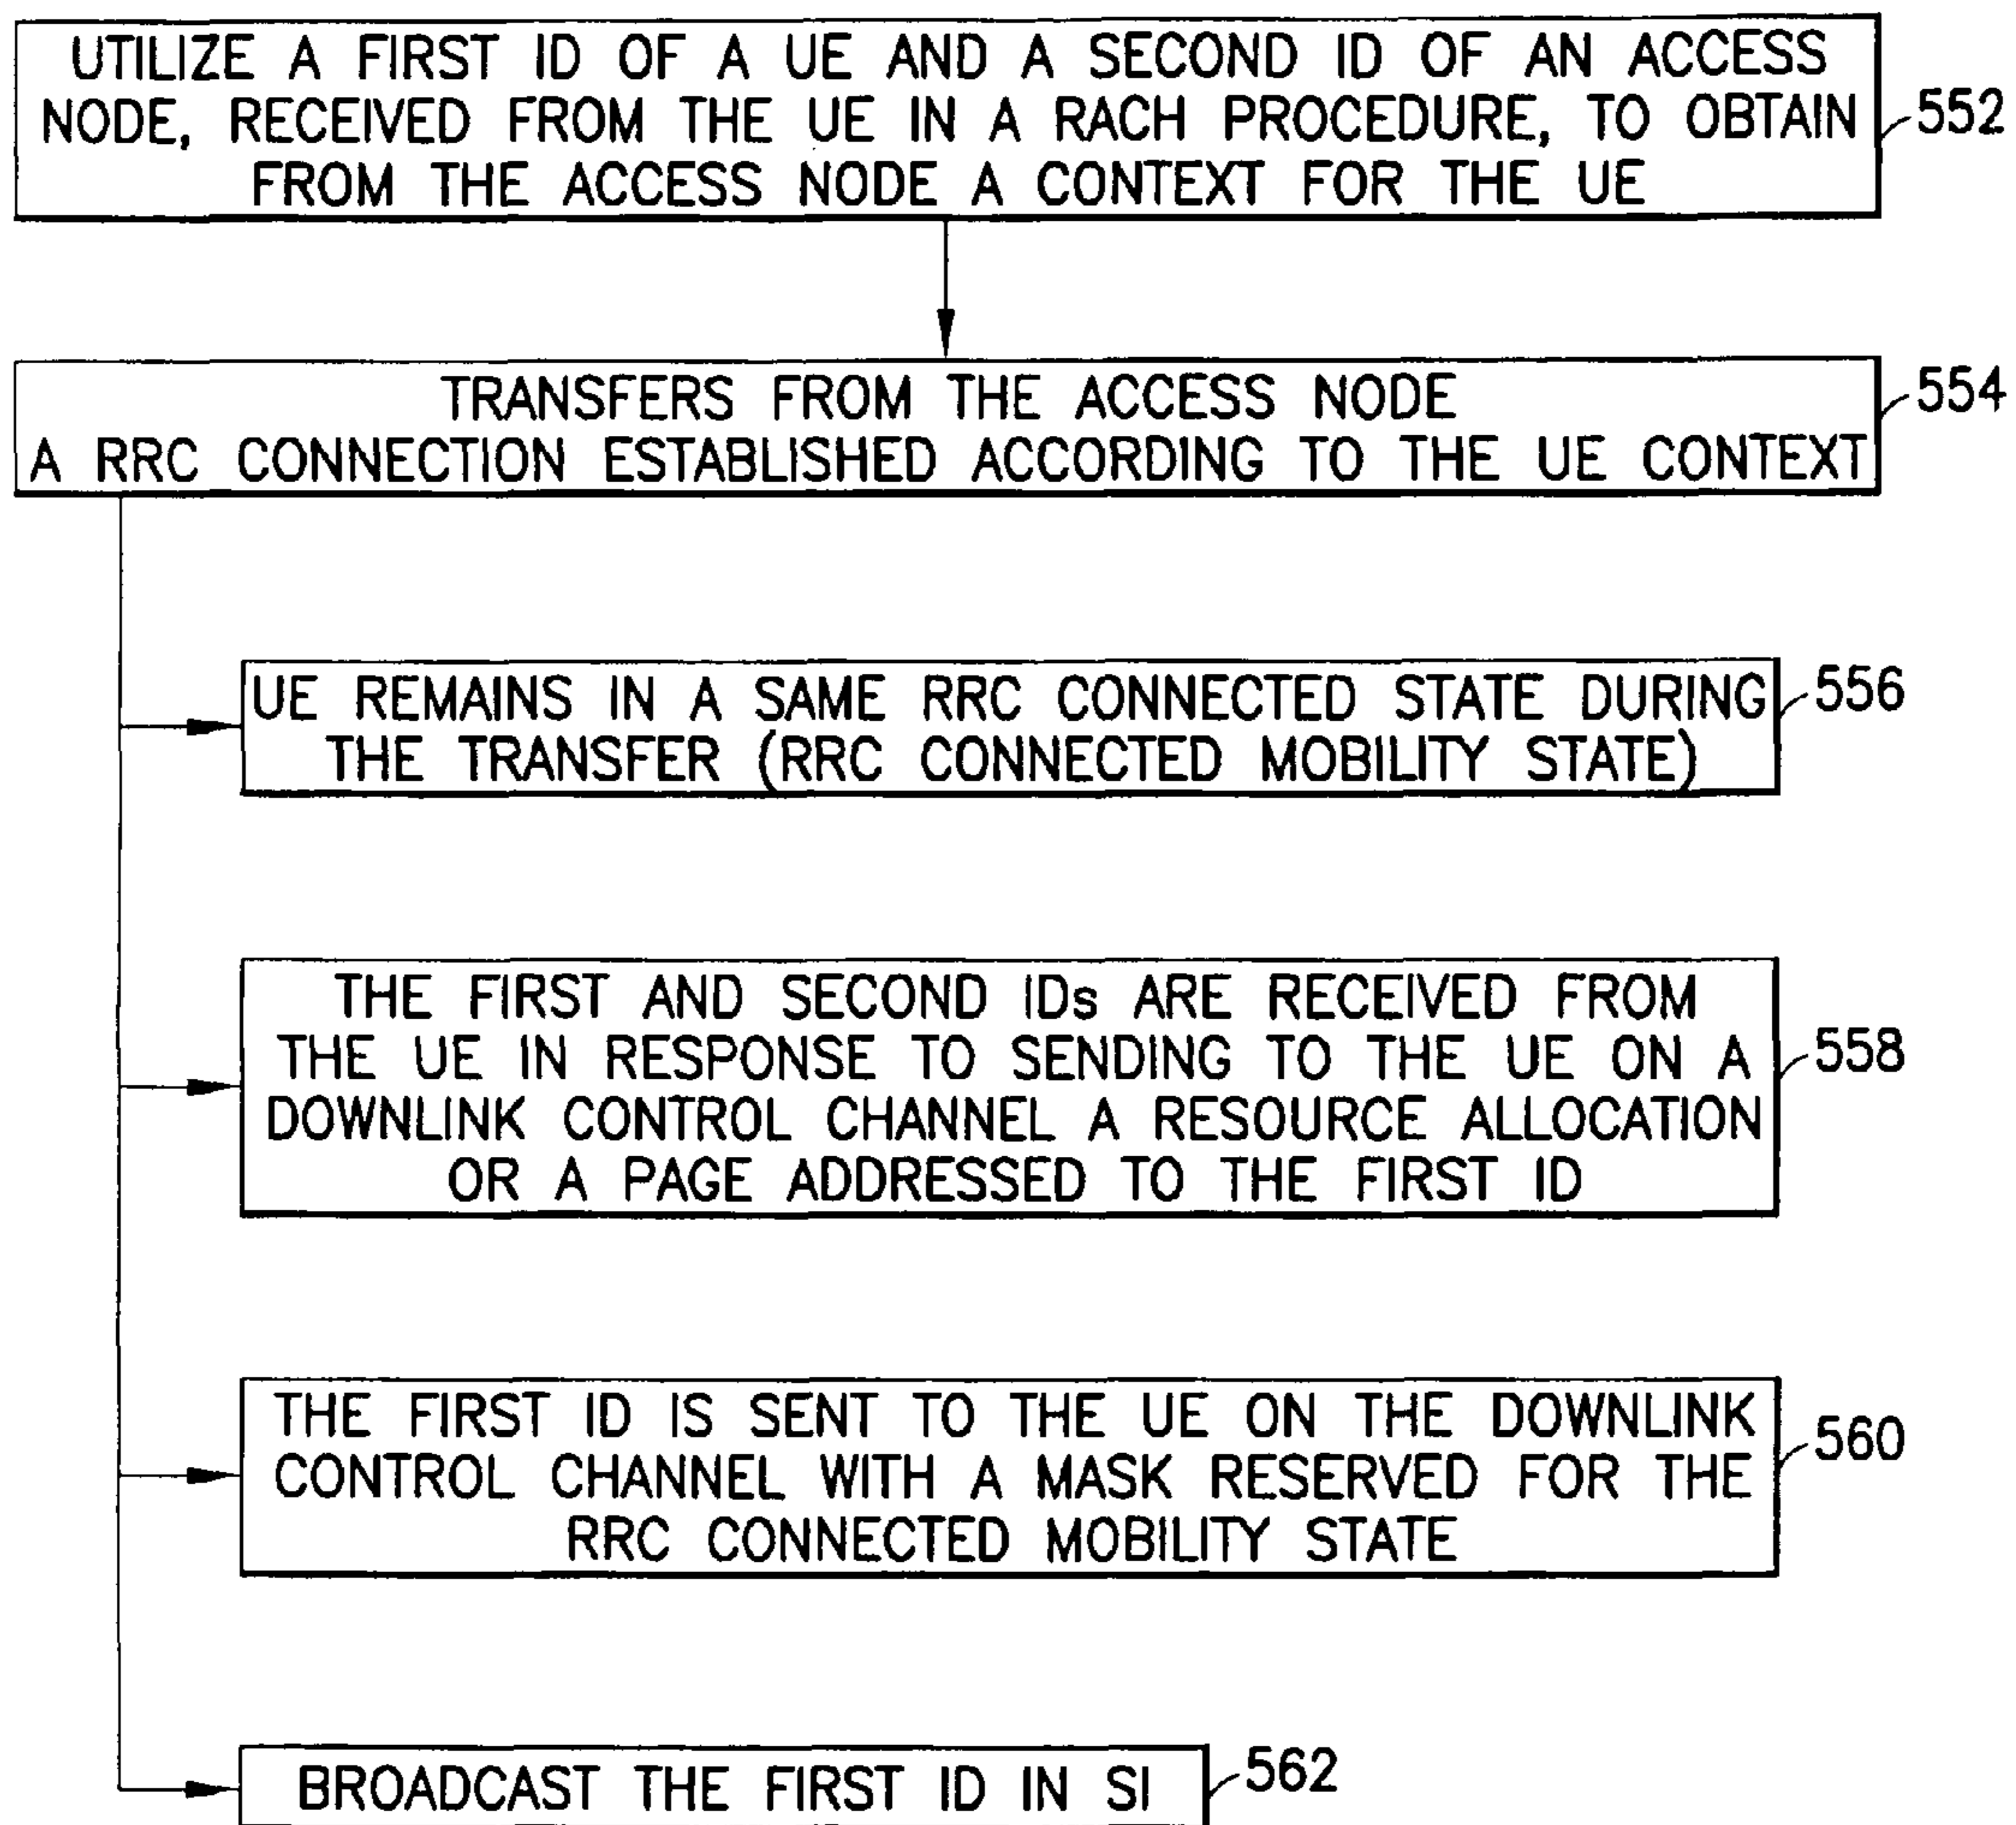 UTILIZE A FIRST ID OF A UE AND A SECOND ID OF AN ACCESS
NODE, RECEIVED FROM THE UE IN A RACH PROCEDURE, TO OBTAIN
FROM THE ACCESS NODE A CONTEXT FOR THE UE
552
TRANSFERS FROM THE ACCESS NODE
A RRC CONNECTION ESTABLISHED ACCORDING TO THE UE CONTEXT
554
UE REMAINS IN A SAME RRC CONNECTED STATE DURING
THE TRANSFER (RRC CONNECTED MOBILITY STATE)
556
THE FIRST AND SECOND IDs ARE RECEIVED FROM
THE UE IN RESPONSE TO SENDING TO THE UE ON A
DOWNLINK CONTROL CHANNEL A RESOURCE ALLOCATION
OR A PAGE ADDRESSED TO THE FIRST ID
558
THE FIRST ID IS SENT TO THE UE ON THE DOWNLINK
CONTROL CHANNEL WITH A MASK RESERVED FOR THE
RRC CONNECTED MOBILITY STATE
560
BROADCAST THE FIRST ID IN SI
562